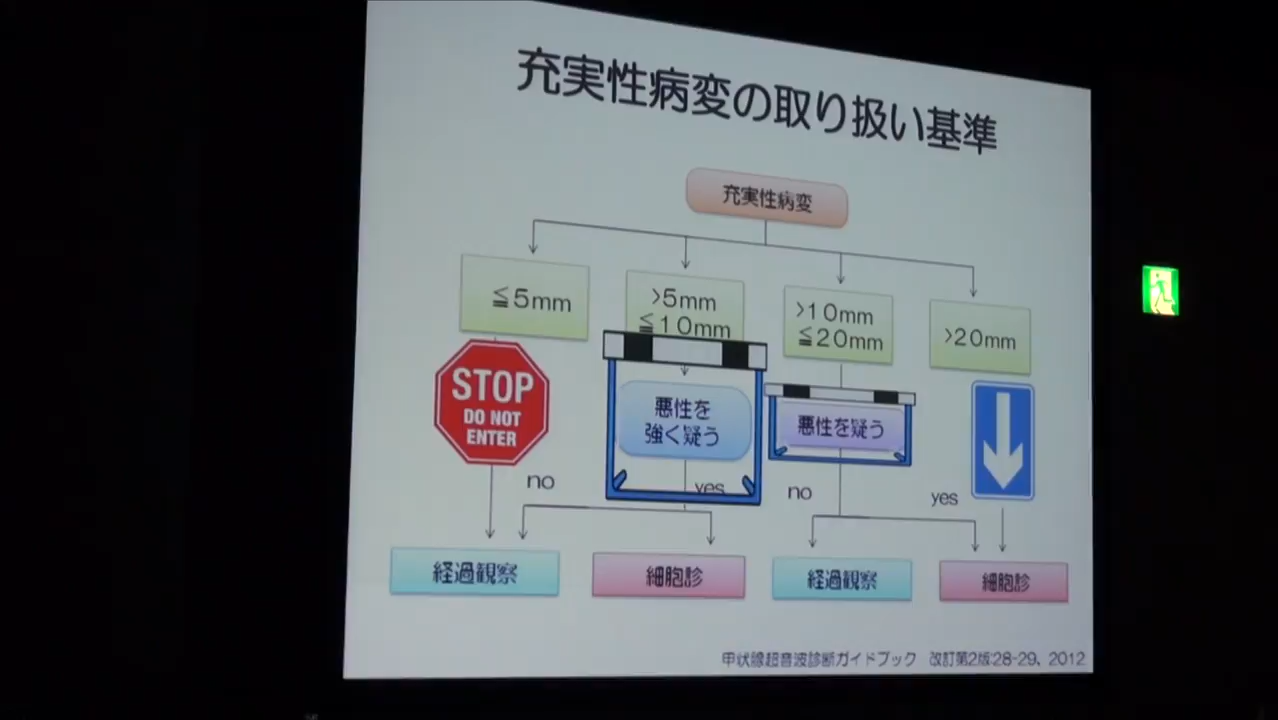 充実性病変の取り扱い基準
充実性病変
≦5mm
>5mm
≦10mm
>10mm
≦20mm
>20mm
STOP
DO NOT
ENTER
悪性を
強く疑う
悪性を疑う
no
yes
no
yes
経過観察
細胞診
経過観察
細胞診
甲状腺超音波診断ガイドブック 改訂第2版:28-29、2012